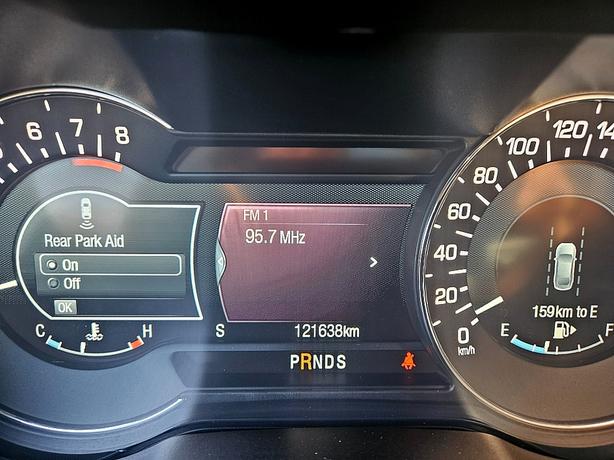 6 7 8
Rear Park Aid
On
Off
OK
C H
FM 1
95.7 MHz
S 121638km
PRNDS
0 20 40 60 80 100 120
km/h
159km to E
E F